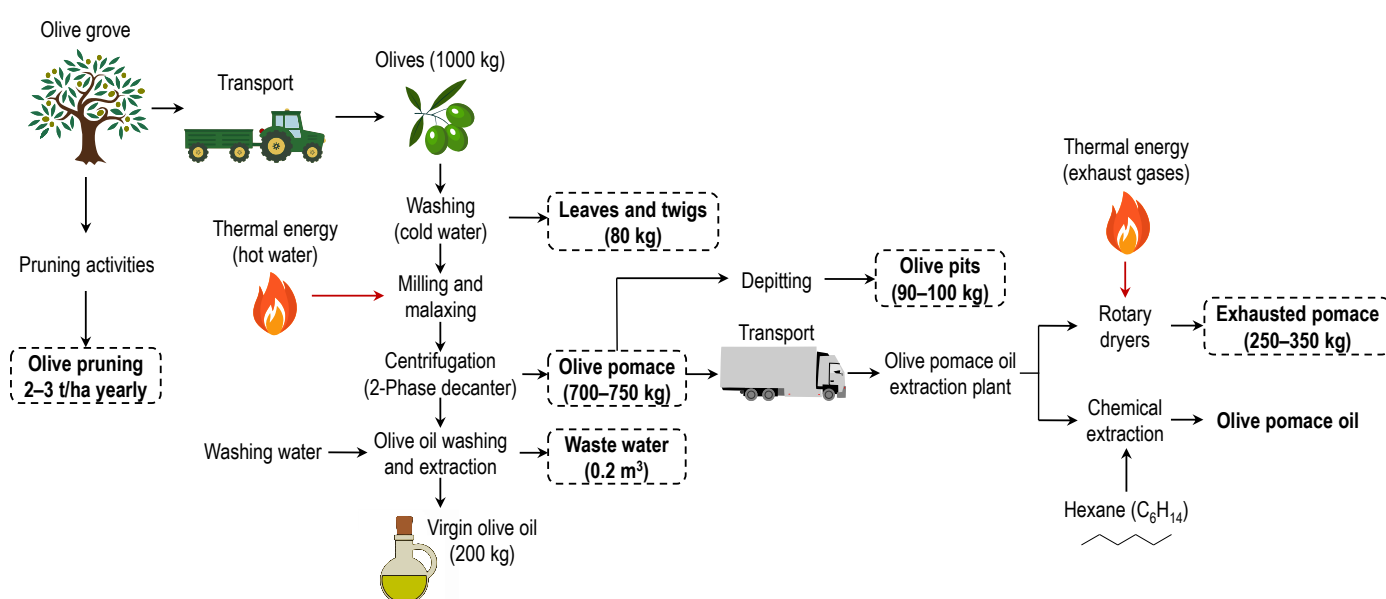 Olive grove
Transport
Olives (1000 kg)
Washing
(cold water)
Leaves and twigs
(80 kg)
Thermal energy
(hot water)
Milling and
malaxing
Pruning activities
Olive pruning
2–3 t/ha yearly
Centrifugation
(2-Phase decanter)
Olive pomace
(700–750 kg)
Depitting
Olive pits
(90–100 kg)
Transport
Olive pomace oil
extraction plant
Thermal energy
(exhaust gases)
Rotary
dryers
Exhausted pomace
(250–350 kg)
Chemical
extraction
Olive pomace oil
Hexane (C₆H₁₄)
Washing water
Olive oil washing
and extraction
Waste water
(0.2 m³)
Virgin olive oil
(200 kg)